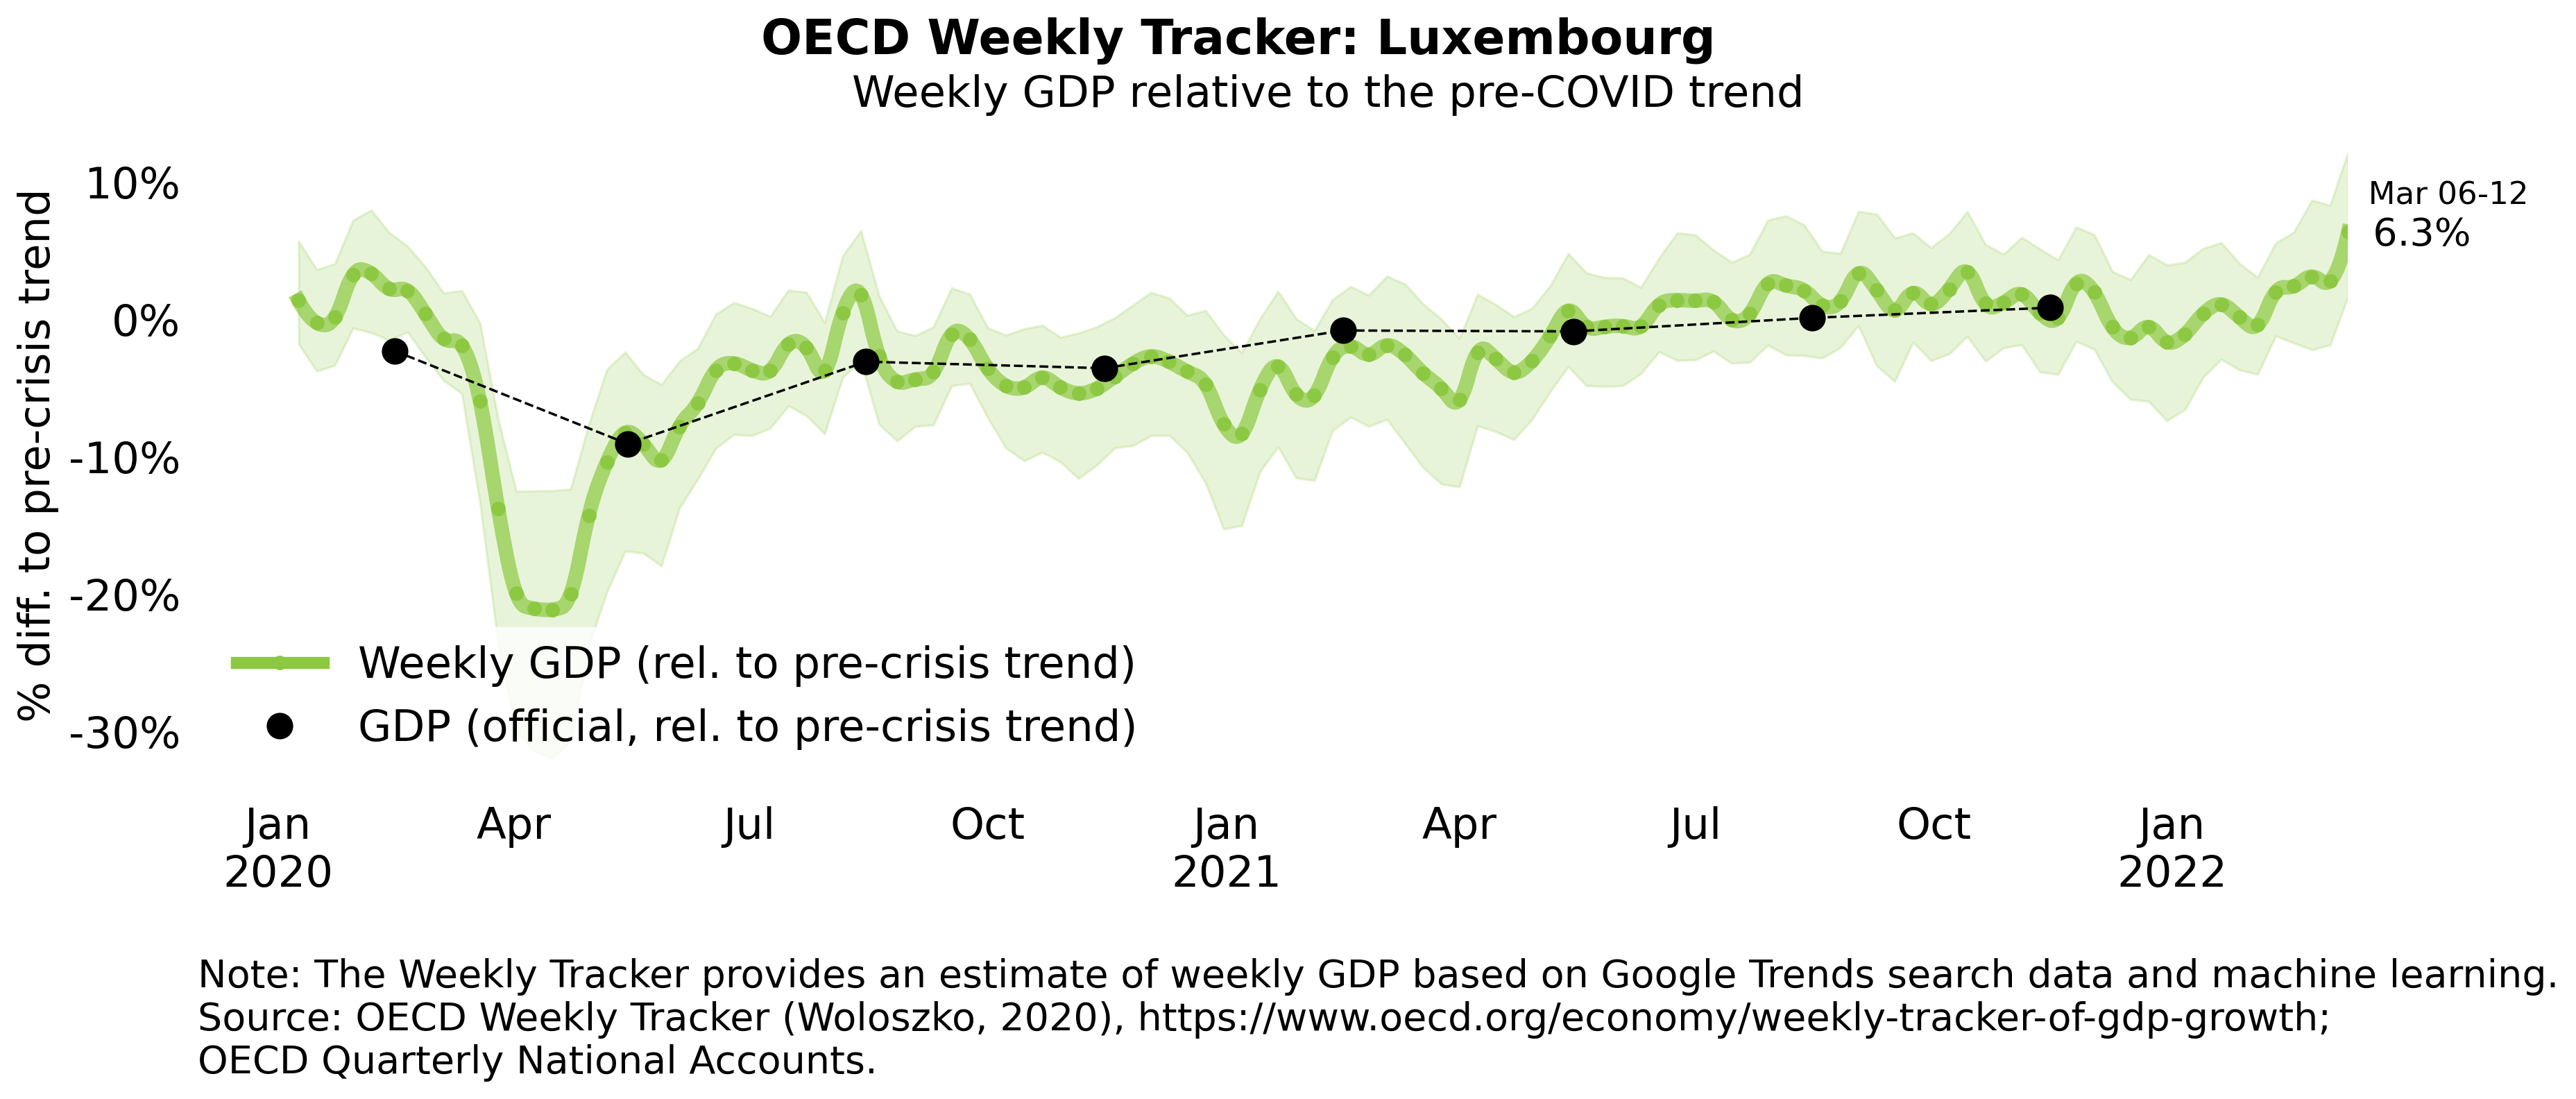 OECD Weekly Tracker: Luxembourg
Weekly GDP relative to the pre-COVID trend
% diff. to pre-crisis trend
10%
0%
-10%
-20%
-30%
Mar 06-12
6.3%
Weekly GDP (rel. to pre-crisis trend)
GDP (official, rel. to pre-crisis trend)
Jan Apr Jul Oct Jan Apr Jul Oct Jan
2020 2021 2022
Note: The Weekly Tracker provides an estimate of weekly GDP based on Google Trends search data and machine learning.
Source: OECD Weekly Tracker (Woloszko, 2020), https://www.oecd.org/economy/weekly-tracker-of-gdp-growth;
OECD Quarterly National Accounts.